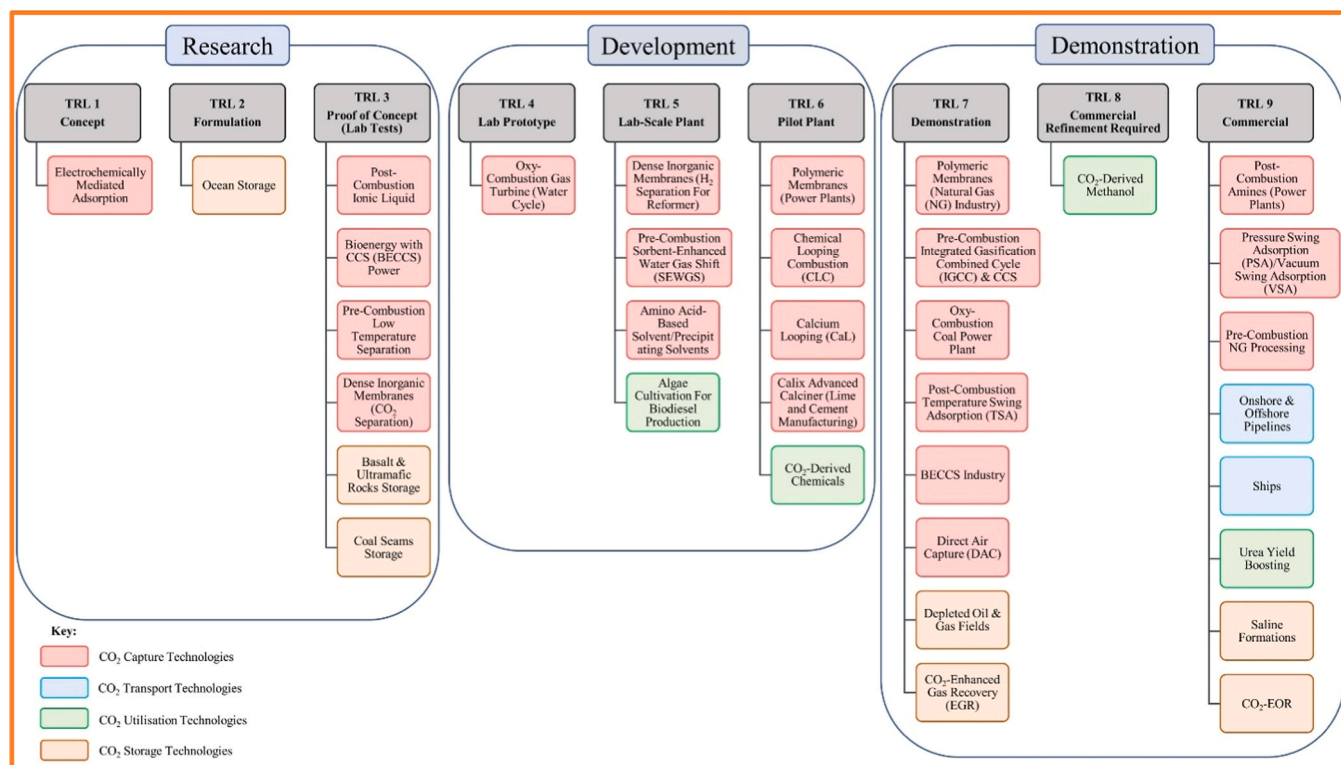 Research
Development
Demonstration
TRL 1
Concept
Electrochemically
Mediated
Adsorption
TRL 2
Formulation
Ocean Storage
TRL 3
Proof of Concept
(Lab Tests)
Post-
Combustion
Ionic Liquid
Bioenergy with
CCS (BECCS)
Power
Pre-Combustion
Low
Temperature
Separation
Dense Inorganic
Membranes
(CO₂
Separation)
Basalt &
Ultramafic
Rocks Storage
Coal Seams
Storage
TRL 4
Lab Prototype
Oxy-
Combustion Gas
Turbine (Water
Cycle)
TRL 5
Lab-Scale Plant
Dense Inorganic
Membranes (H₂
Separation For
Reformer)
Pre-Combustion
Sorbent-Enhanced
Water Gas Shift
(SEWGS)
Amino Acid-
Based
Solvent/Precipit
ating Solvents
Algae
Cultivation For
Biodiesel
Production
TRL 6
Pilot Plant
Polymeric
Membranes
(Power Plants)
Chemical
Looping
Combustion
(CLC)
Calcium
Looping (CaL)
Calix Advanced
Calciner (Lime
and Cement
Manufacturing)
CO₂-Derived
Chemicals
TRL 7
Demonstration
Polymeric
Membranes
(Natural Gas
(NG) Industry)
Pre-Combustion
Integrated Gasification
Combined Cycle
(IGCC) & CCS
Oxy-
Combustion
Coal Power
Plant
Post-Combustion
Temperature Swing
Adsorption (TSA)
BECCS Industry
Direct Air
Capture (DAC)
Depleted Oil &
Gas Fields
CO₂-Enhanced
Gas Recovery
(EGR)
TRL 8
Commercial
Refinement Required
CO₂-Derived
Methanol
TRL 9
Commercial
Post-
Combustion
Amines (Power
Plants)
Pressure Swing
Adsorption
(PSA)/Vacuum
Swing Adsorption
(VSA)
Pre-Combustion
NG Processing
Onshore &
Offshore
Pipelines
Ships
Urea Yield
Boosting
Saline
Formations
CO₂-EOR
Key:
CO₂ Capture Technologies
CO₂ Transport Technologies
CO₂ Utilisation Technologies
CO₂ Storage Technologies